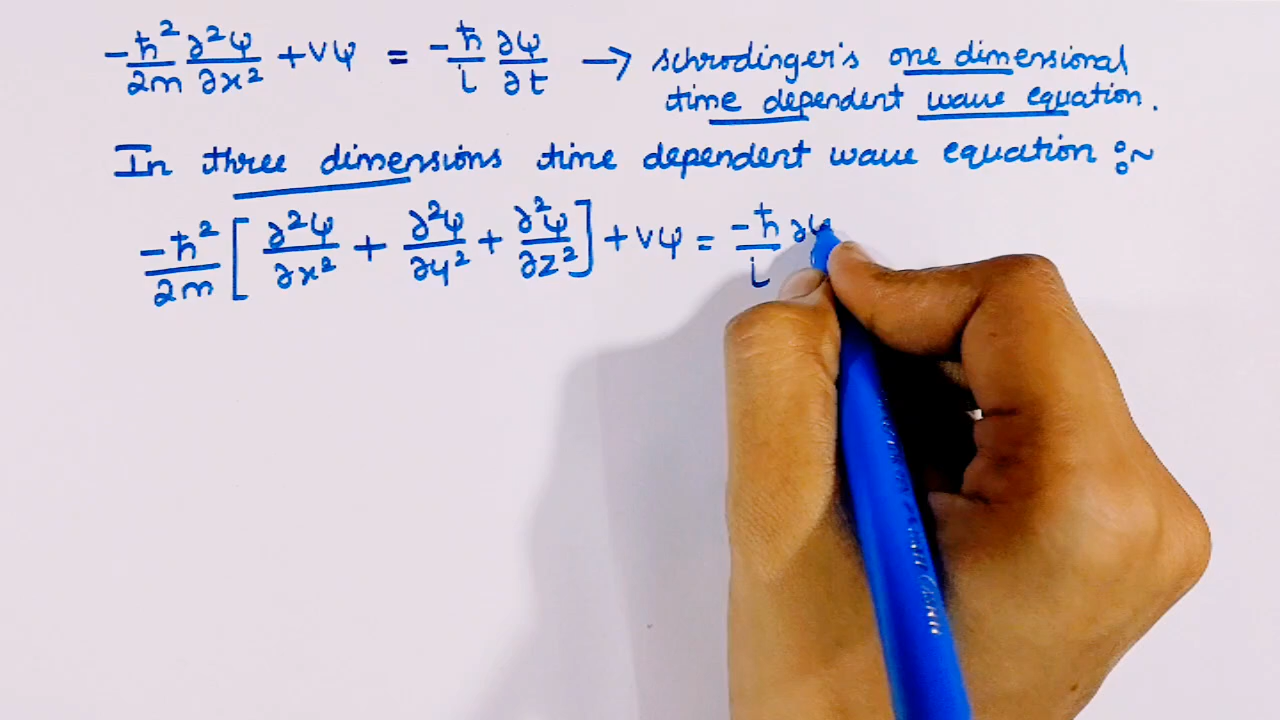 -ħ²/2m ∂²ψ/∂x² + Vψ = -ħ/i ∂ψ/∂t → schrodinger's one dimensional
time dependent wave equation.
In three dimensions time dependent wave equation :~
-ħ²/2m [ ∂²ψ/∂x² + ∂²ψ/∂y² + ∂²ψ/∂z² ] + Vψ = -ħ/i ∂ψ